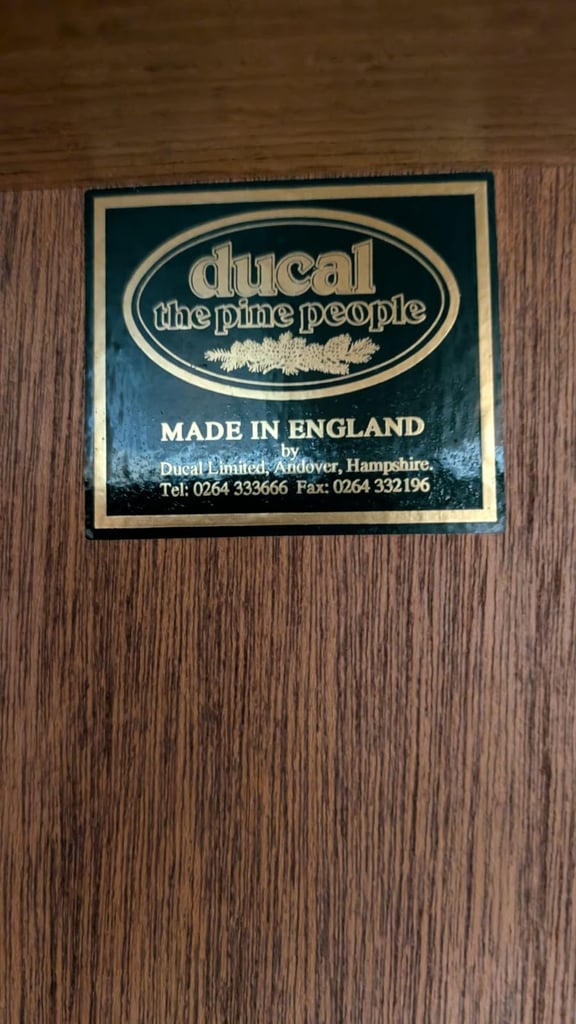 ducal
the pine people
MADE IN ENGLAND
by
Ducal Limited, Andover, Hampshire.
Tel: 0264 333666 Fax: 0264 332196